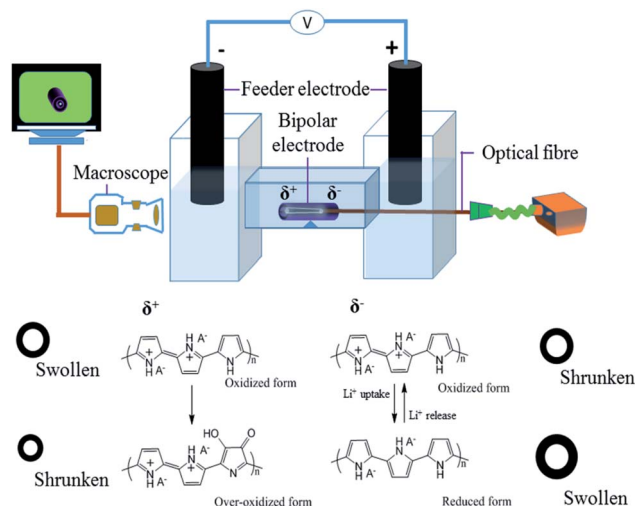 V
-
+
Feeder electrode
Bipolar
electrode
Optical fibre
Macroscope
δ+
δ-
δ+
δ-
H A-
N
+
N
H A-
N
H
n
Oxidized form
Swollen
H A-
N
+
N
H A-
N
H
n
Oxidized form
Shrunken
Li+ uptake
Li+ release
HO
O
H A-
N
+
N
H A-
N
n
Over-oxidized form
Shrunken
H A-
N
N
H A-
N
H
n
Reduced form
Swollen